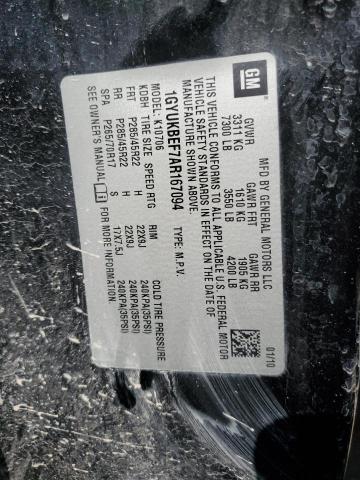 GM
MFD BY GENERAL MOTORS LLC
01/10
GVWR GAWR FRT GAWR RR
3311 KG 1610 KG 1905 KG
7300 LB 3550 LB 4200 LB
THIS VEHICLE CONFORMS TO ALL APPLICABLE U.S. FEDERAL MOTOR
VEHICLE SAFETY STANDARDS IN EFFECT ON THE DATE OF
MANUFACTURE SHOWN ABOVE.
1GYUKBEF7AR167094 TYPE: M.P.V.
MODEL: K10706
KDBH TIRE SIZE SPEED RTG RIM COLD TIRE PRESSURE
FRT P285/45R22 H 22X9J 240KPA(35PSI)
RR P285/45R22 H 22X9J 240KPA(35PSI)
SPA P265/70R17 S 17X7.5J 240KPA(35PSI)
SEE OWNER'S MANUAL i FOR MORE INFORMATION